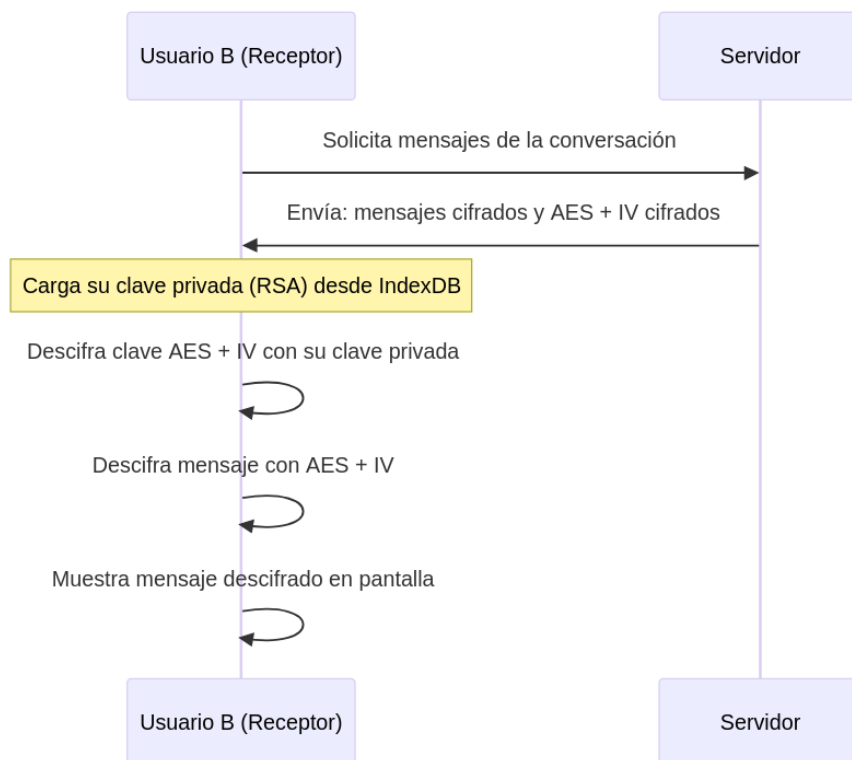 Usuario B (Receptor)
Servidor
Solicita mensajes de la conversación
Envía: mensajes cifrados y AES + IV cifrados
Carga su clave privada (RSA) desde IndexDB
Descifra clave AES + IV con su clave privada
Descifra mensaje con AES + IV
Muestra mensaje descifrado en pantalla
Usuario B (Receptor)
Servidor